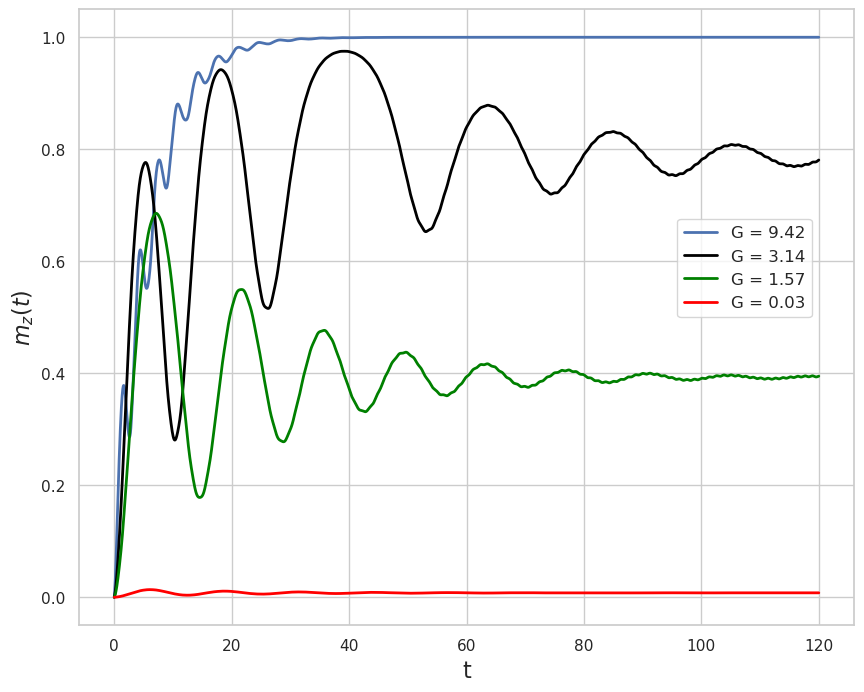 1.0
0.8
0.6
0.4
0.2
0.0
m_z(t)
G = 9.42
G = 3.14
G = 1.57
G = 0.03
0 20 40 60 80 100 120
t